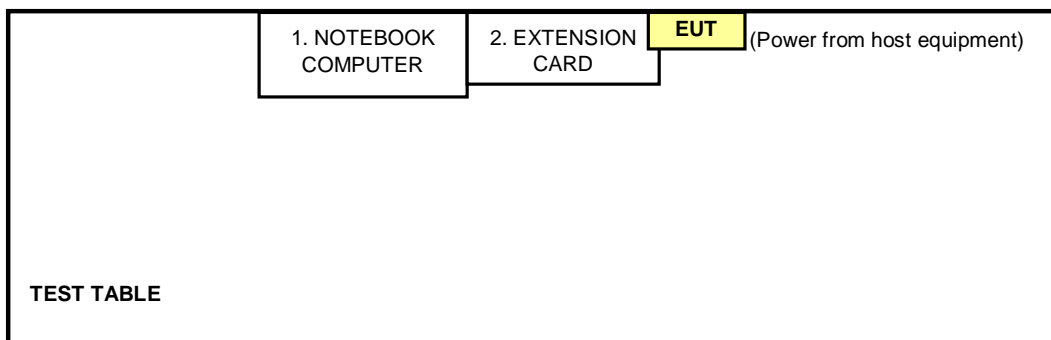 1. NOTEBOOK
COMPUTER
2. EXTENSION
CARD
EUT
(Power from host equipment)
TEST TABLE